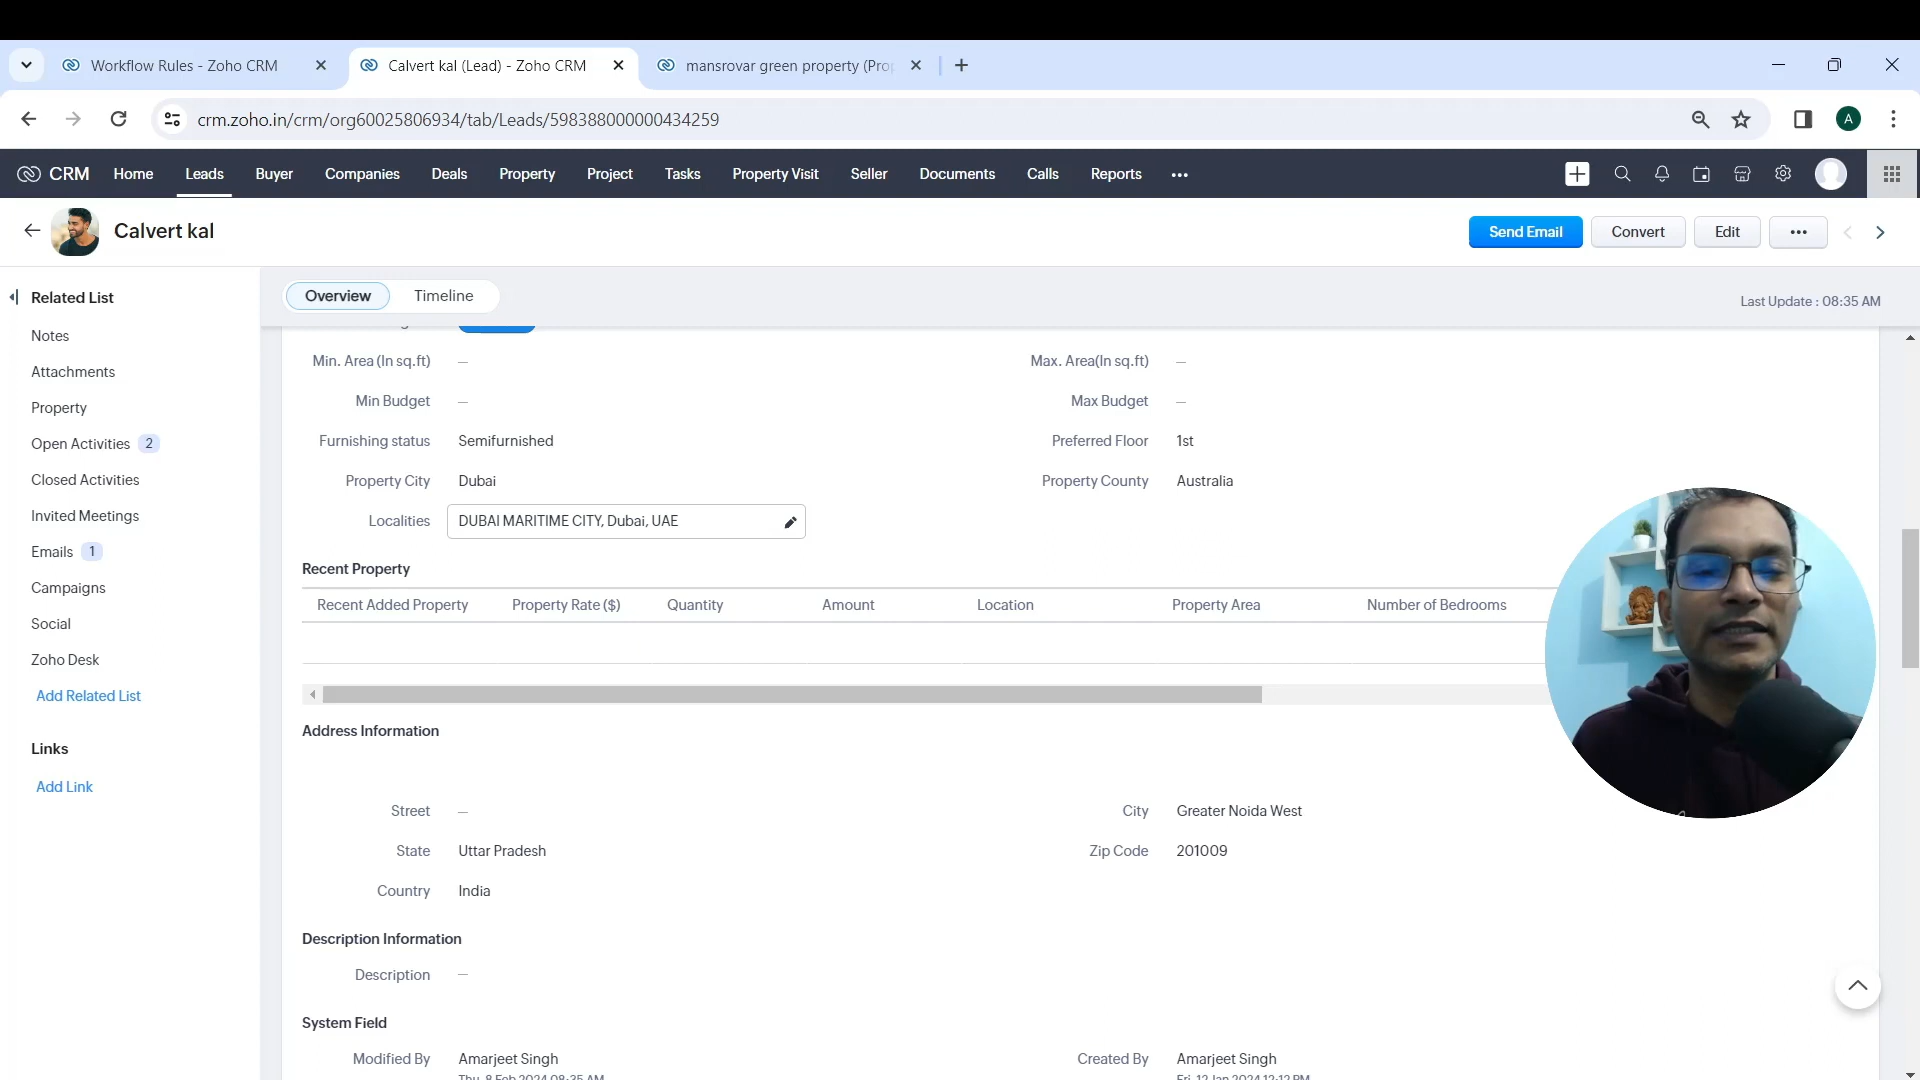 Workflow Rules - Zoho CRM
Calvert kal (Lead) - Zoho CRM
mansrovar green property (Pro
crm.zoho.in/crm/org60025806934/tab/Leads/598388000000434259
A
CRM Home Leads Buyer Companies Deals Property Project Tasks Property Visit Seller Documents Calls Reports
Calvert kal
Send Email Convert Edit
Related List
Notes
Attachments
Property
Open Activities 2
Closed Activities
Invited Meetings
Emails 1
Campaigns
Social
Zoho Desk
Add Related List
Links
Add Link
Overview Timeline
Last Update : 08:35 AM
Min. Area (In sq.ft) — Max. Area(In sq.ft) —
Min Budget — Max Budget —
Furnishing status Semifurnished Preferred Floor 1st
Property City Dubai Property County Australia
Localities DUBAI MARITIME CITY, Dubai, UAE
Recent Property
Recent Added Property Property Rate ($) Quantity Amount Location Property Area Number of Bedrooms
Address Information
Street — City Greater Noida West
State Uttar Pradesh Zip Code 201009
Country India
Description Information
Description —
System Field
Modified By Amarjeet Singh Created By Amarjeet Singh
Thu, 8 Feb 2024 08:35 AM Fri, 12 Jan 2024 12:12 PM